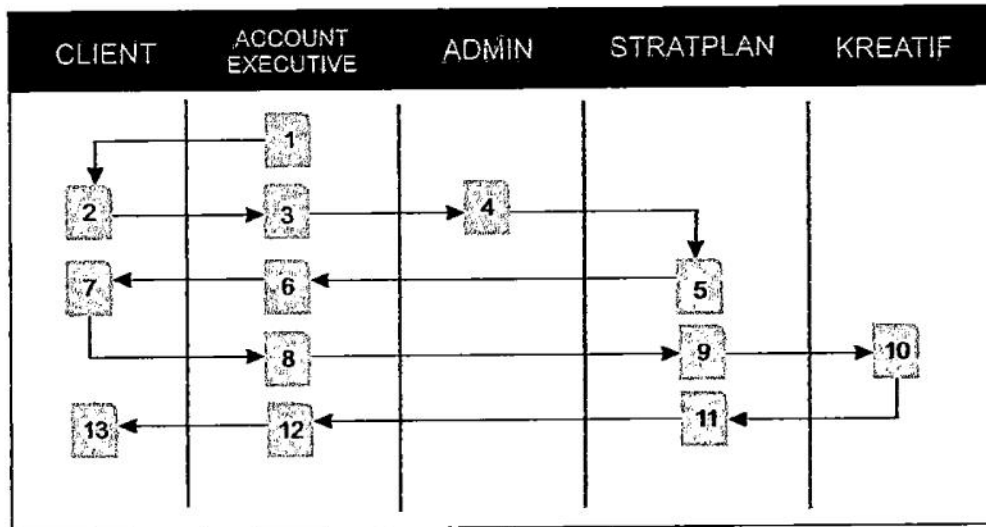 CLIENT
ACCOUNT EXECUTIVE
ADMIN
STRATPLAN
KREATIF
1
2
3
4
5
6
7
8
9
10
11
12
13